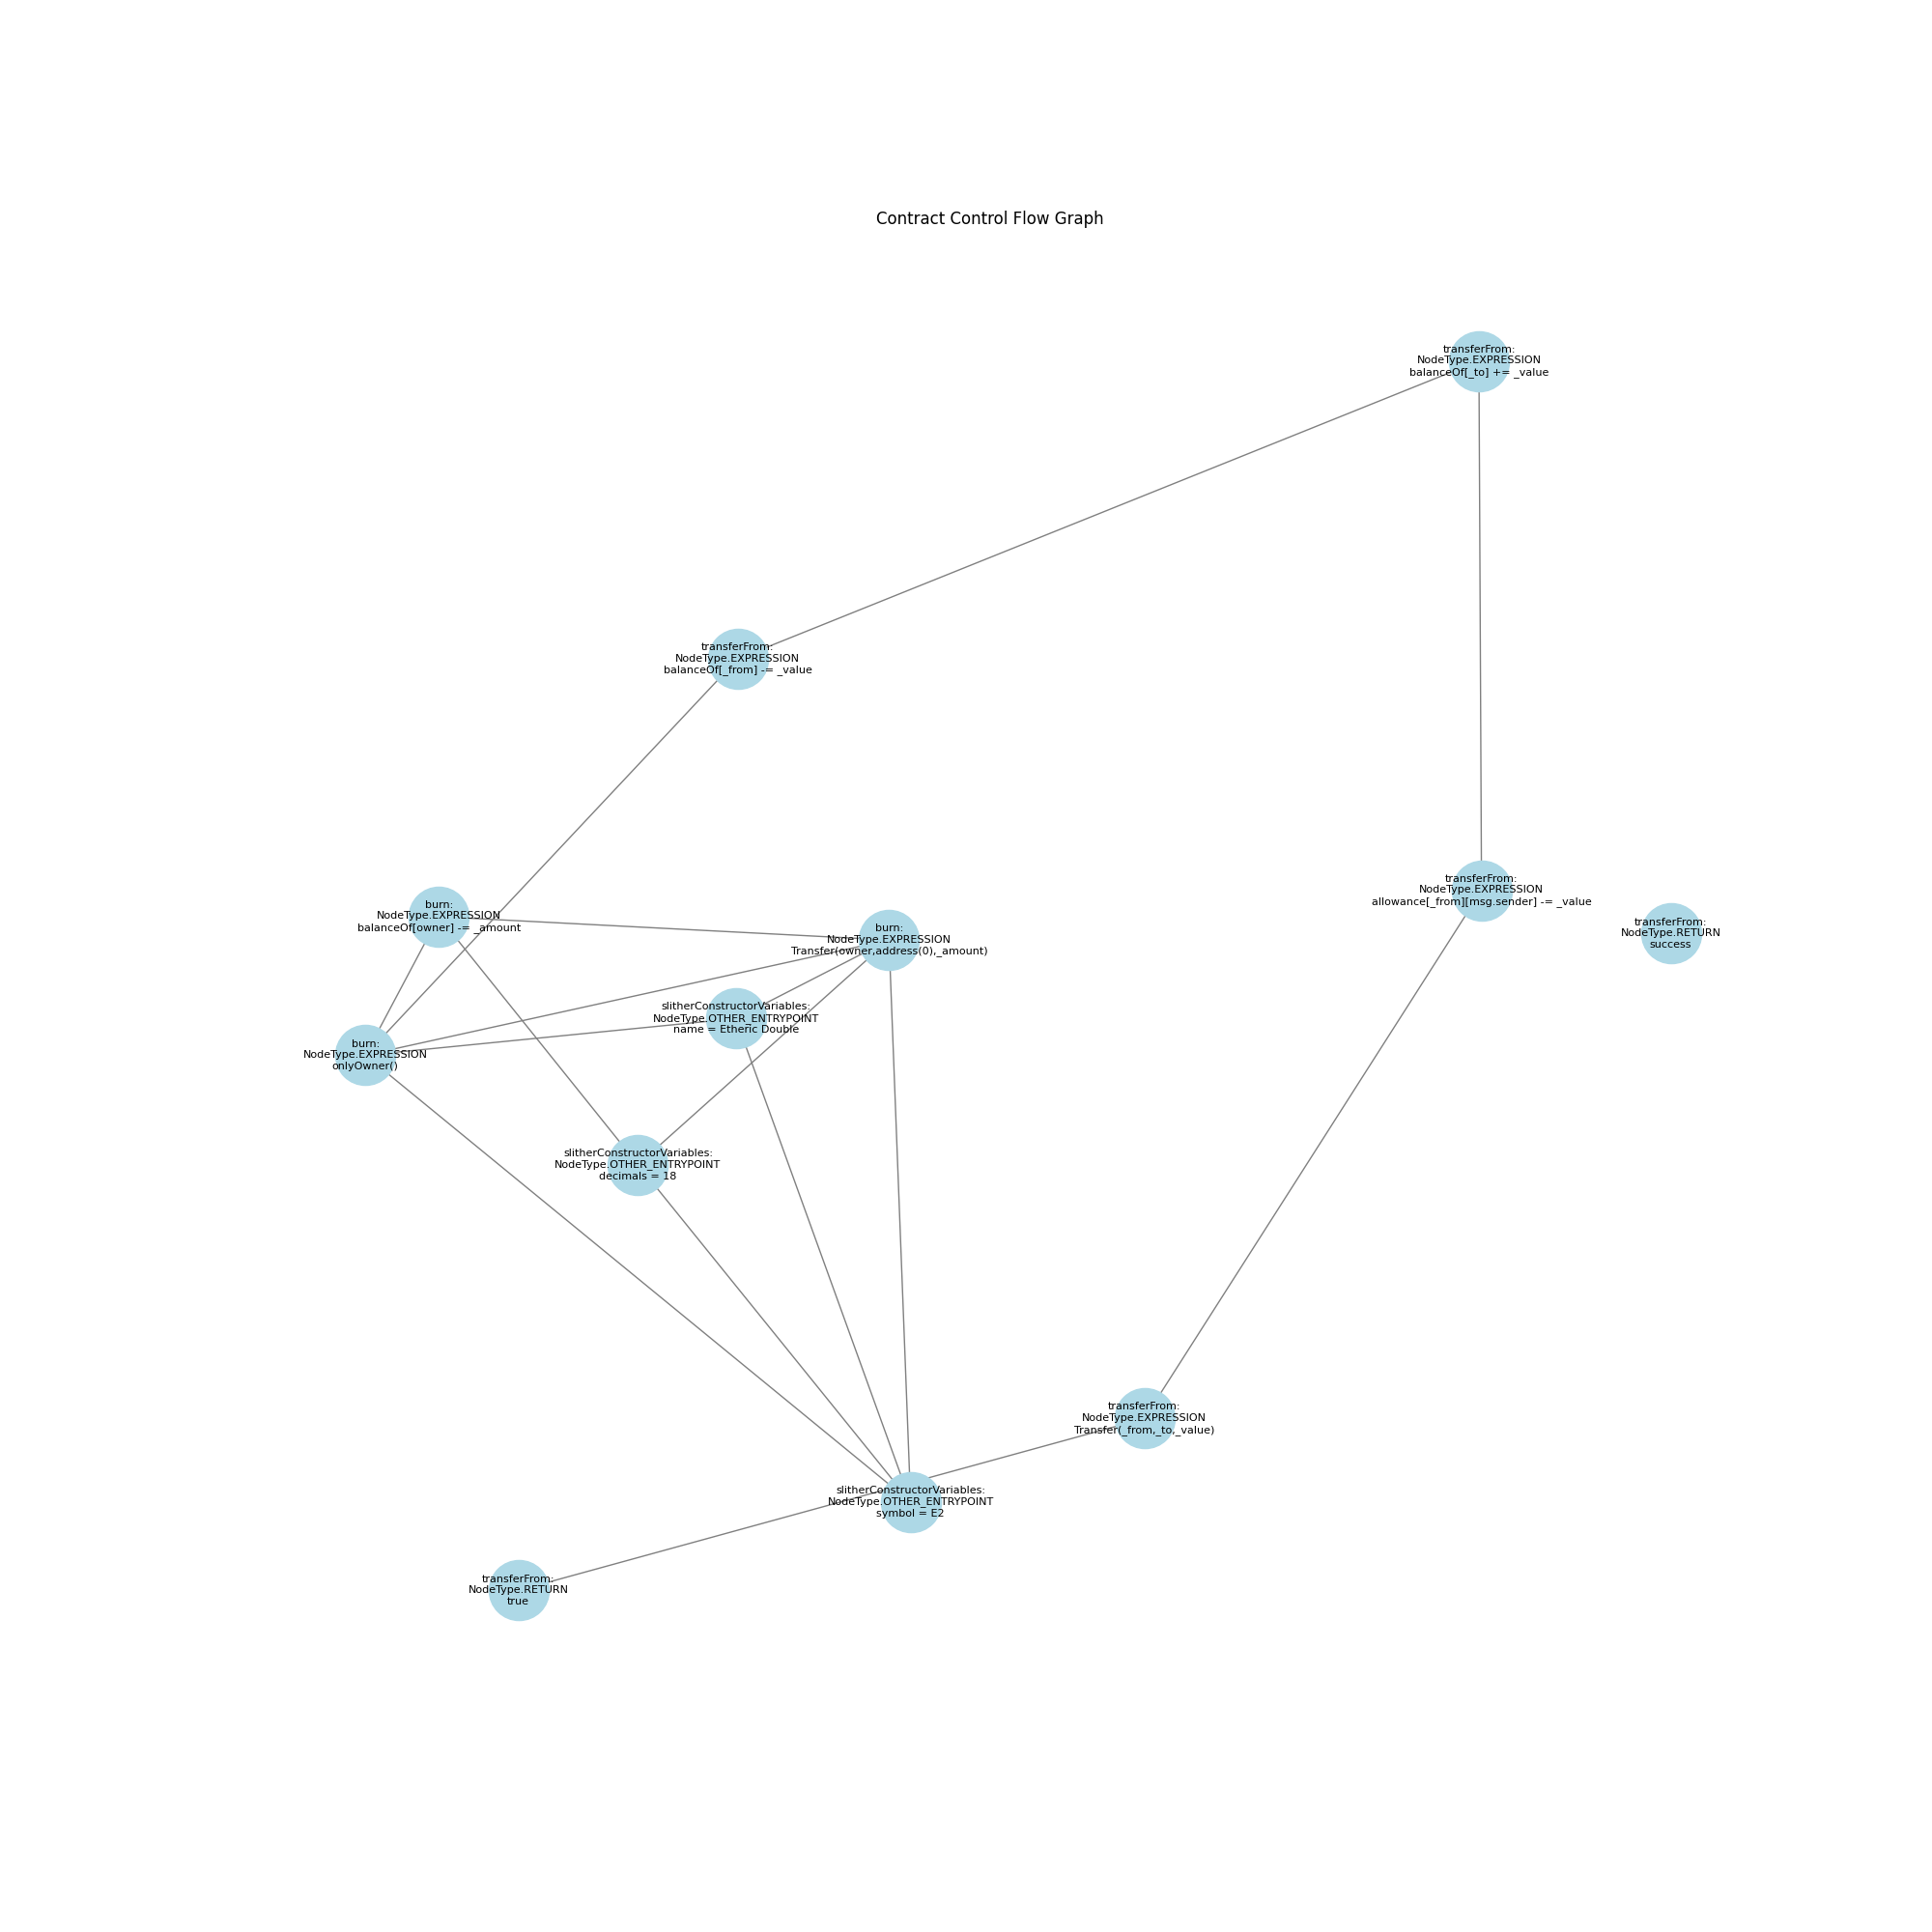 Contract Control Flow Graph
transferFrom:
NodeType.EXPRESSION
balanceOf[_to] += _value
transferFrom:
NodeType.EXPRESSION
balanceOf[_from] -= _value
transferFrom:
NodeType.EXPRESSION
allowance[_from][msg.sender] -= _value
burn:
NodeType.EXPRESSION
balanceOf[owner] -= _amount
transferFrom:
NodeType.RETURN
success
burn:
NodeType.EXPRESSION
Transfer(owner,address(0),_amount)
slitherConstructorVariables:
NodeType.OTHER_ENTRYPOINT
name = Etheric Double
burn:
NodeType.EXPRESSION
onlyOwner()
slitherConstructorVariables:
NodeType.OTHER_ENTRYPOINT
decimals = 18
transferFrom:
NodeType.EXPRESSION
Transfer(_from,_to,_value)
slitherConstructorVariables:
NodeType.OTHER_ENTRYPOINT
symbol = E2
transferFrom:
NodeType.RETURN
true